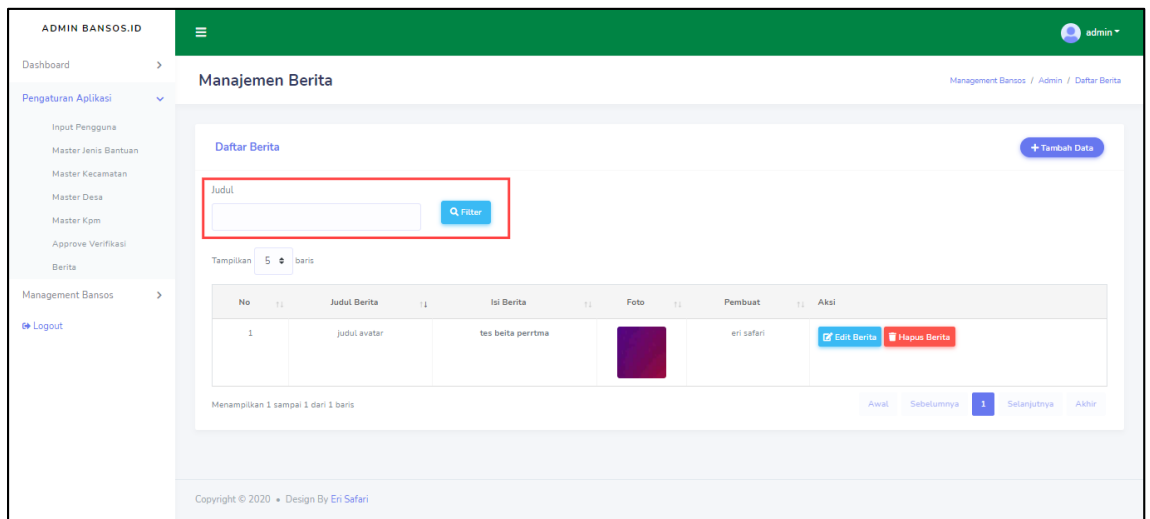 ADMIN BANSOS.ID
admin
Dashboard
Pengaturan Aplikasi
Input Pengguna
Master Jenis Bantuan
Master Kecamatan
Master Desa
Master Kpm
Approve Verifikasi
Berita
Management Bansos
Logout
Manajemen Berita
Management Bansos / Admin / Daftar Berita
Daftar Berita
+ Tambah Data
Judul
Filter
Tampilkan 5 baris
No Judul Berita Isi Berita Foto Pembuat Aksi
1 judul avatar tes beita perrtma eri safari Edit Berita Hapus Berita
Menampilkan 1 sampai 1 dari 1 baris
Awal Sebelumnya 1 Selanjutnya Akhir
Copyright © 2020 • Design By Eri Safari